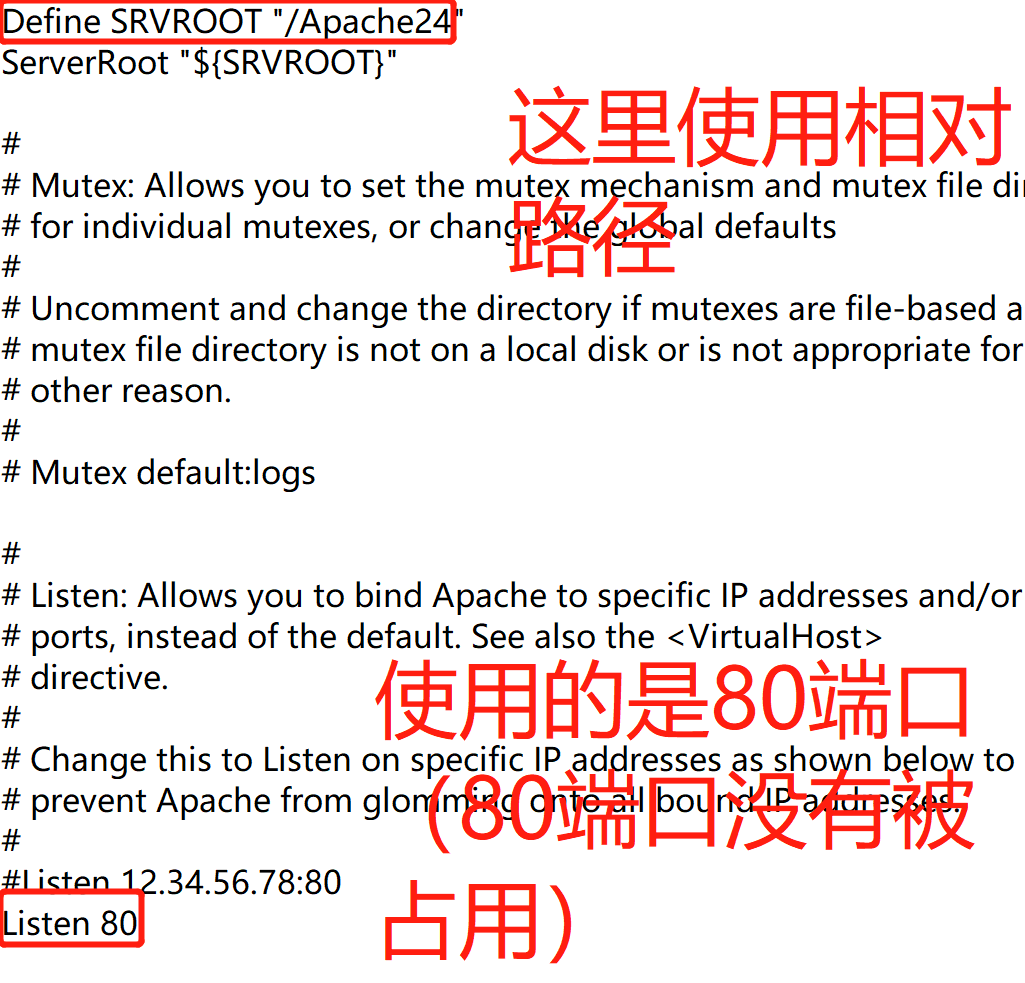 Define SRVROOT "/Apache24"
ServerRoot "${SRVROOT}"
#
# Mutex: Allows you to set the mutex mechanism and mutex file di
# for individual mutexes, or change the global defaults
#
# Uncomment and change the directory if mutexes are file-based a
# mutex file directory is not on a local disk or is not appropriate for
# other reason.
#
# Mutex default:logs
#
# Listen: Allows you to bind Apache to specific IP addresses and/or
# ports, instead of the default. See also the <VirtualHost>
# directive.
#
# Change this to Listen on specific IP addresses as shown below to
# prevent Apache from glomming onto all bound IP addresses.
#
#Listen 12.34.56.78:80
Listen 80
这里使用相对
路径
使用的是80端口
（80端口没有被
占用）